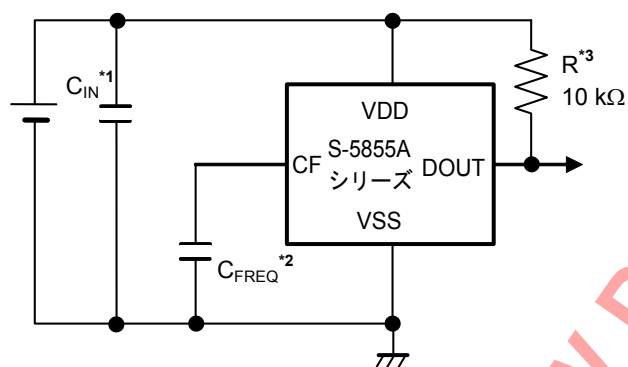 C_IN*1
R*3
10 kΩ
VDD
S-5855A
CF
DOUT
シリーズ
VSS
C_FREQ*2